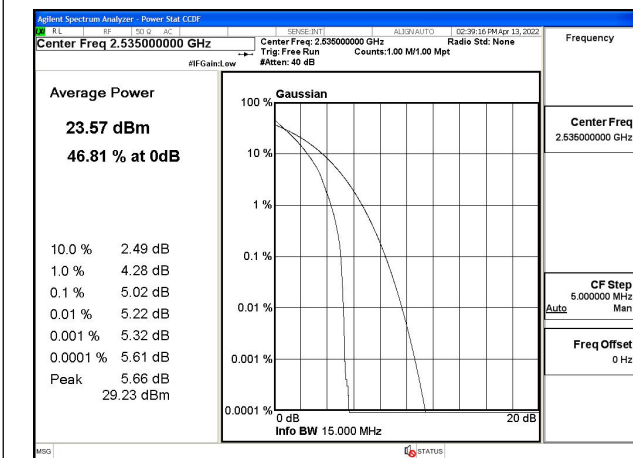 Agilent Spectrum Analyzer - Power Stat CCDF
RL RF 50 Ω AC SENSE:INT ALIGN AUTO 02:39:16 PM Apr 13, 2022
Center Freq 2.535000000 GHz
Center Freq: 2.535000000 GHz Radio Std: None
Trig: Free Run Counts:1.00 M/1.00 Mpt
#IFGain:Low #Atten: 40 dB
Frequency
Average Power
23.57 dBm
46.81 % at 0dB
10.0 % 2.49 dB
1.0 % 4.28 dB
0.1 % 5.02 dB
0.01 % 5.22 dB
0.001 % 5.32 dB
0.0001 % 5.61 dB
Peak 5.66 dB
29.23 dBm
Gaussian
100 %
10 %
1 %
0.1 %
0.01 %
0.001 %
0.0001 %
0 dB 20 dB
Info BW 15.000 MHz
Center Freq
2.535000000 GHz
CF Step
5.000000 MHz
Auto Man
Freq Offset
0 Hz
MSG STATUS